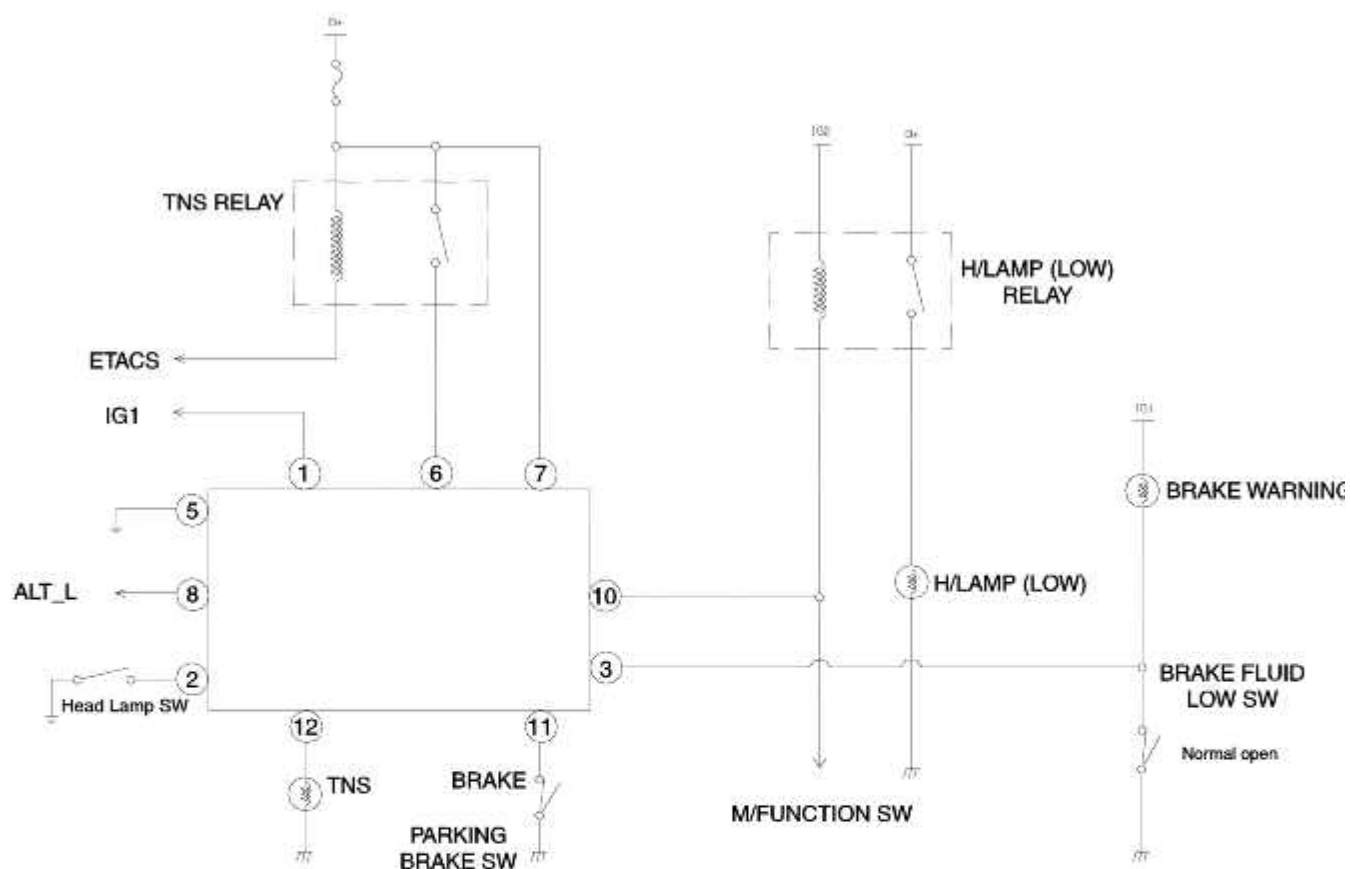 B+
IG2
B+
TNS RELAY
H/LAMP (LOW)
RELAY
ETACS
IG1
IG1
1
6
7
BRAKE WARNING
5
ALT_L
8
10
H/LAMP (LOW)
2
3
Head Lamp SW
BRAKE FLUID
LOW SW
12
11
Normal open
TNS
BRAKE
M/FUNCTION SW
PARKING
BRAKE SW